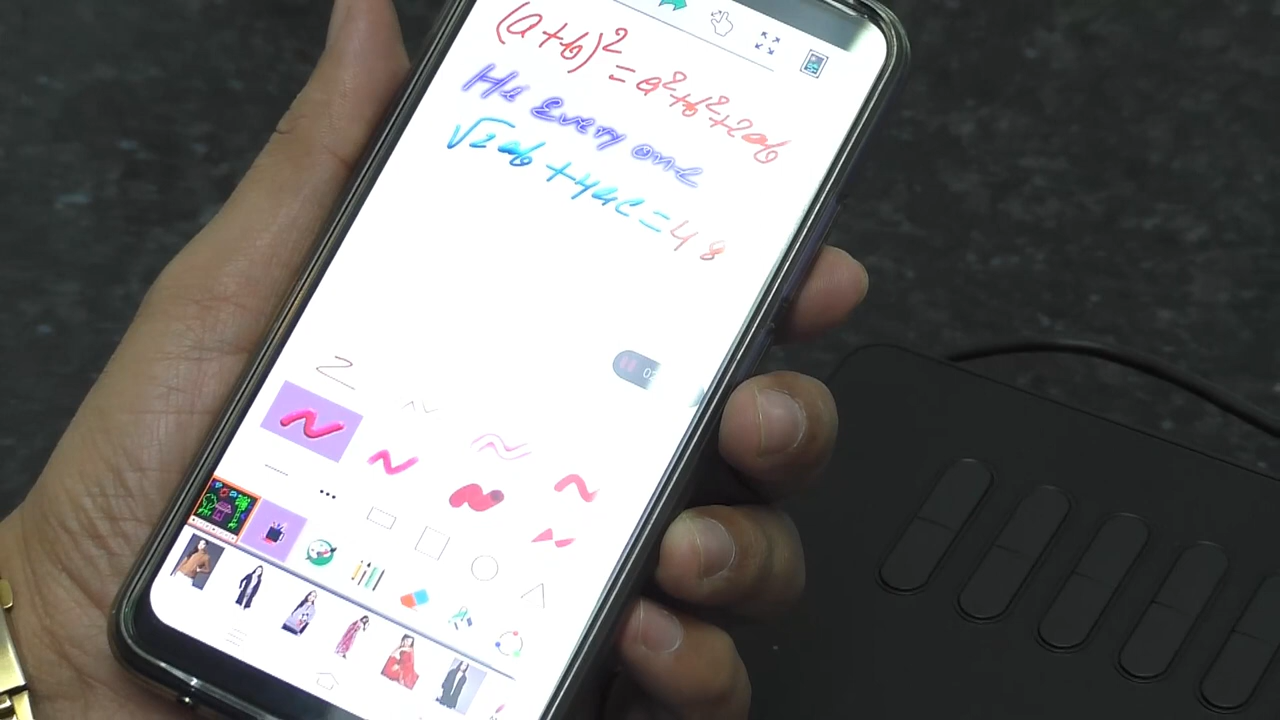 (a+b)² = a²+b²+2ab
Hi Every one
√2ab + 4ac = 48